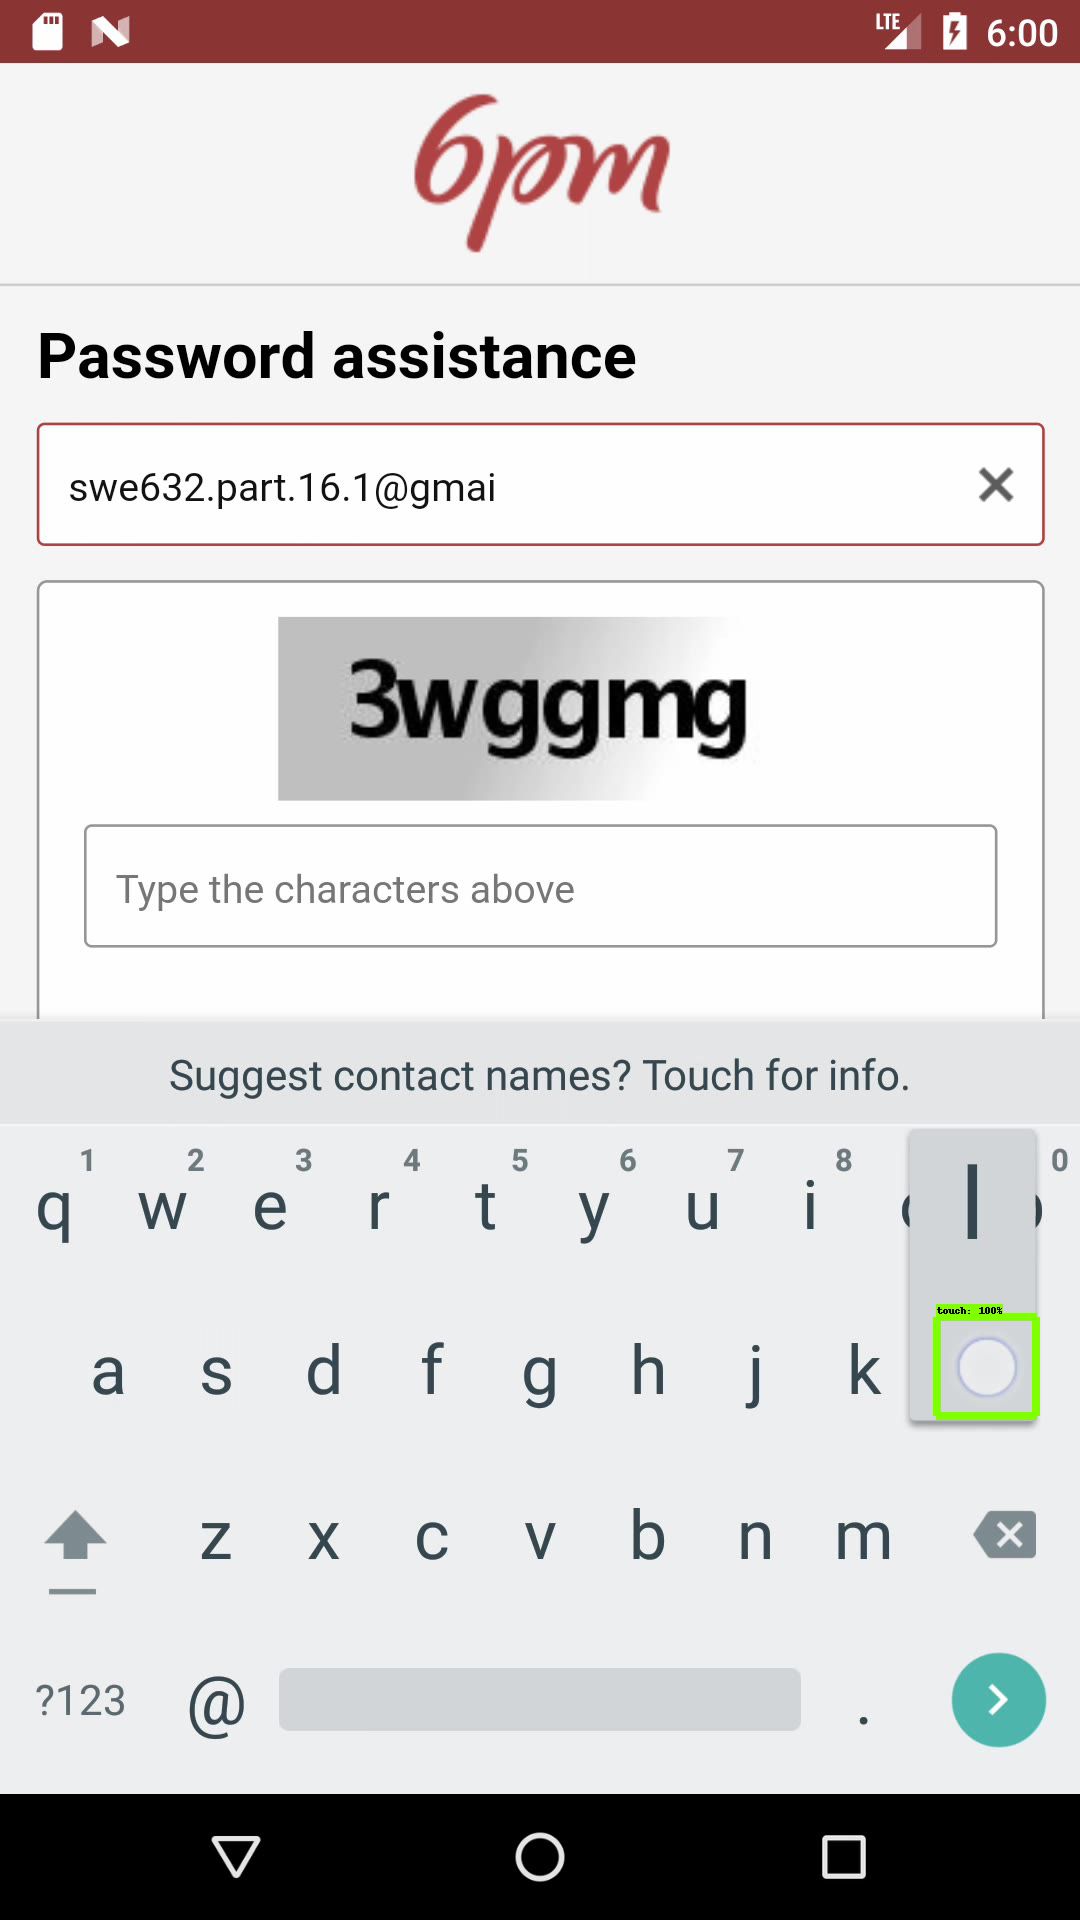 LTE 6:00
6pm
Password assistance
swe632.part.16.1@gmai
3wggmg
Type the characters above
Suggest contact names? Touch for info.
1 2 3 4 5 6 7 8 0
q w e r t y u i l
touch: 100%
a s d f g h j k
z x c v b n m
?123 @ .